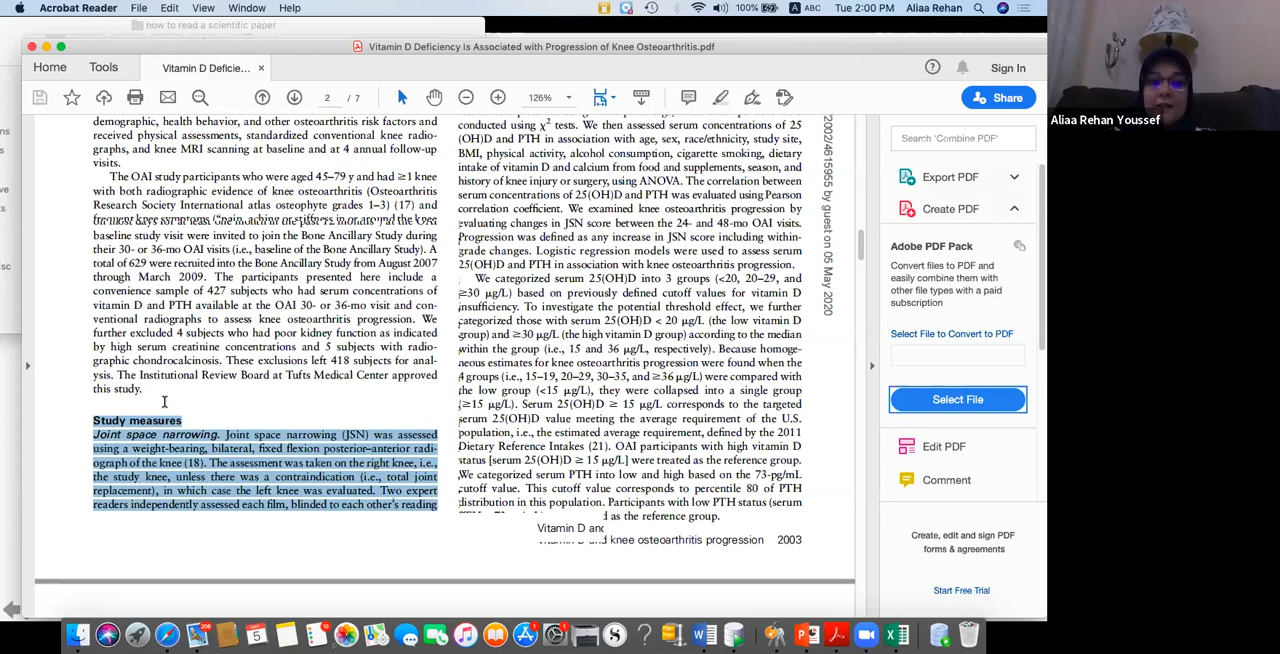 Acrobat Reader File Edit View Window Help
100% ABC Tue 2:00 PM Aliaa Rehan
how to read a scientific paper
Vitamin D Deficiency Is Associated with Progression of Knee Osteoarthritis.pdf
Home Tools Vitamin D Deficie... × Sign In
2 / 7 126% Share
demographic, health behavior, and other osteoarthritis risk factors and
received physical assessments, standardized conventional knee radio-
graphs, and knee MRI scanning at baseline and at 4 annual follow-up
visits.
The OAI study participants who were aged 45–79 y and had ≥1 knee
with both radiographic evidence of knee osteoarthritis (Osteoarthritis
Research Society International atlas osteophyte grades 1–3) (17) and
baseline study visit were invited to join the Bone Ancillary Study during
their 30- or 36-mo OAI visits (i.e., baseline of the Bone Ancillary Study). A
total of 629 were recruited into the Bone Ancillary Study from August 2007
through March 2009. The participants presented here include a
convenience sample of 427 subjects who had serum concentrations of
vitamin D and PTH available at the OAI 30- or 36-mo visit and con-
ventional radiographs to assess knee osteoarthritis progression. We
further excluded 4 subjects who had poor kidney function as indicated
by high serum creatinine concentrations and 5 subjects with radio-
graphic chondrocalcinosis. These exclusions left 418 subjects for anal-
ysis. The Institutional Review Board at Tufts Medical Center approved
this study.
Study measures
Joint space narrowing. Joint space narrowing (JSN) was assessed
using a weight-bearing, bilateral, fixed flexion posterior–anterior radi-
ograph of the knee (18). The assessment was taken on the right knee, i.e.,
the study knee, unless there was a contraindication (i.e., total joint
replacement), in which case the left knee was evaluated. Two expert
readers independently assessed each film, blinded to each other's reading
conducted using χ² tests. We then assessed serum concentrations of 25
(OH)D and PTH in association with age, sex, race/ethnicity, study site,
BMI, physical activity, alcohol consumption, cigarette smoking, dietary
intake of vitamin D and calcium from food and supplements, season, and
history of knee injury or surgery, using ANOVA. The correlation between
serum concentrations of 25(OH)D and PTH was evaluated using Pearson
correlation coefficient. We examined knee osteoarthritis progression by
evaluating changes in JSN score between the 24- and 48-mo OAI visits.
Progression was defined as any increase in JSN score including within-
grade changes. Logistic regression models were used to assess serum
25(OH)D and PTH in association with knee osteoarthritis progression.
We categorized serum 25(OH)D into 3 groups (<20, 20–29, and
≥30 μg/L) based on previously defined cutoff values for vitamin D
insufficiency. To investigate the potential threshold effect, we further
categorized those with serum 25(OH)D < 20 μg/L (the low vitamin D
group) and ≥30 μg/L (the high vitamin D group) according to the median
within the group (i.e., 15 and 36 μg/L, respectively). Because homoge-
neous estimates for knee osteoarthritis progression were found when the
4 groups (i.e., 15–19, 20–29, 30–35, and ≥36 μg/L) were compared with
the low group (<15 μg/L), they were collapsed into a single group
(≥15 μg/L). Serum 25(OH)D ≥ 15 μg/L corresponds to the targeted
serum 25(OH)D value meeting the average requirement of the U.S.
population, i.e., the estimated average requirement, defined by the 2011
Dietary Reference Intakes (21). OAI participants with high vitamin D
status [serum 25(OH)D ≥ 15 μg/L] were treated as the reference group.
We categorized serum PTH into low and high based on the 73-pg/mL
cutoff value. This cutoff value corresponds to percentile 80 of PTH
distribution in this population. Participants with low PTH status (serum
d as the reference group.
Vitamin D and
knee osteoarthritis progression 2003
2002/4615955 by guest on 05 May 2020
Search 'Combine PDF'
Export PDF
Create PDF
Adobe PDF Pack
Convert files to PDF and
easily combine them with
other file types with a paid
subscription
Select File to Convert to PDF
Select File
Edit PDF
Comment
Create, edit and sign PDF
forms & agreements
Start Free Trial
Aliaa Rehan Youssef